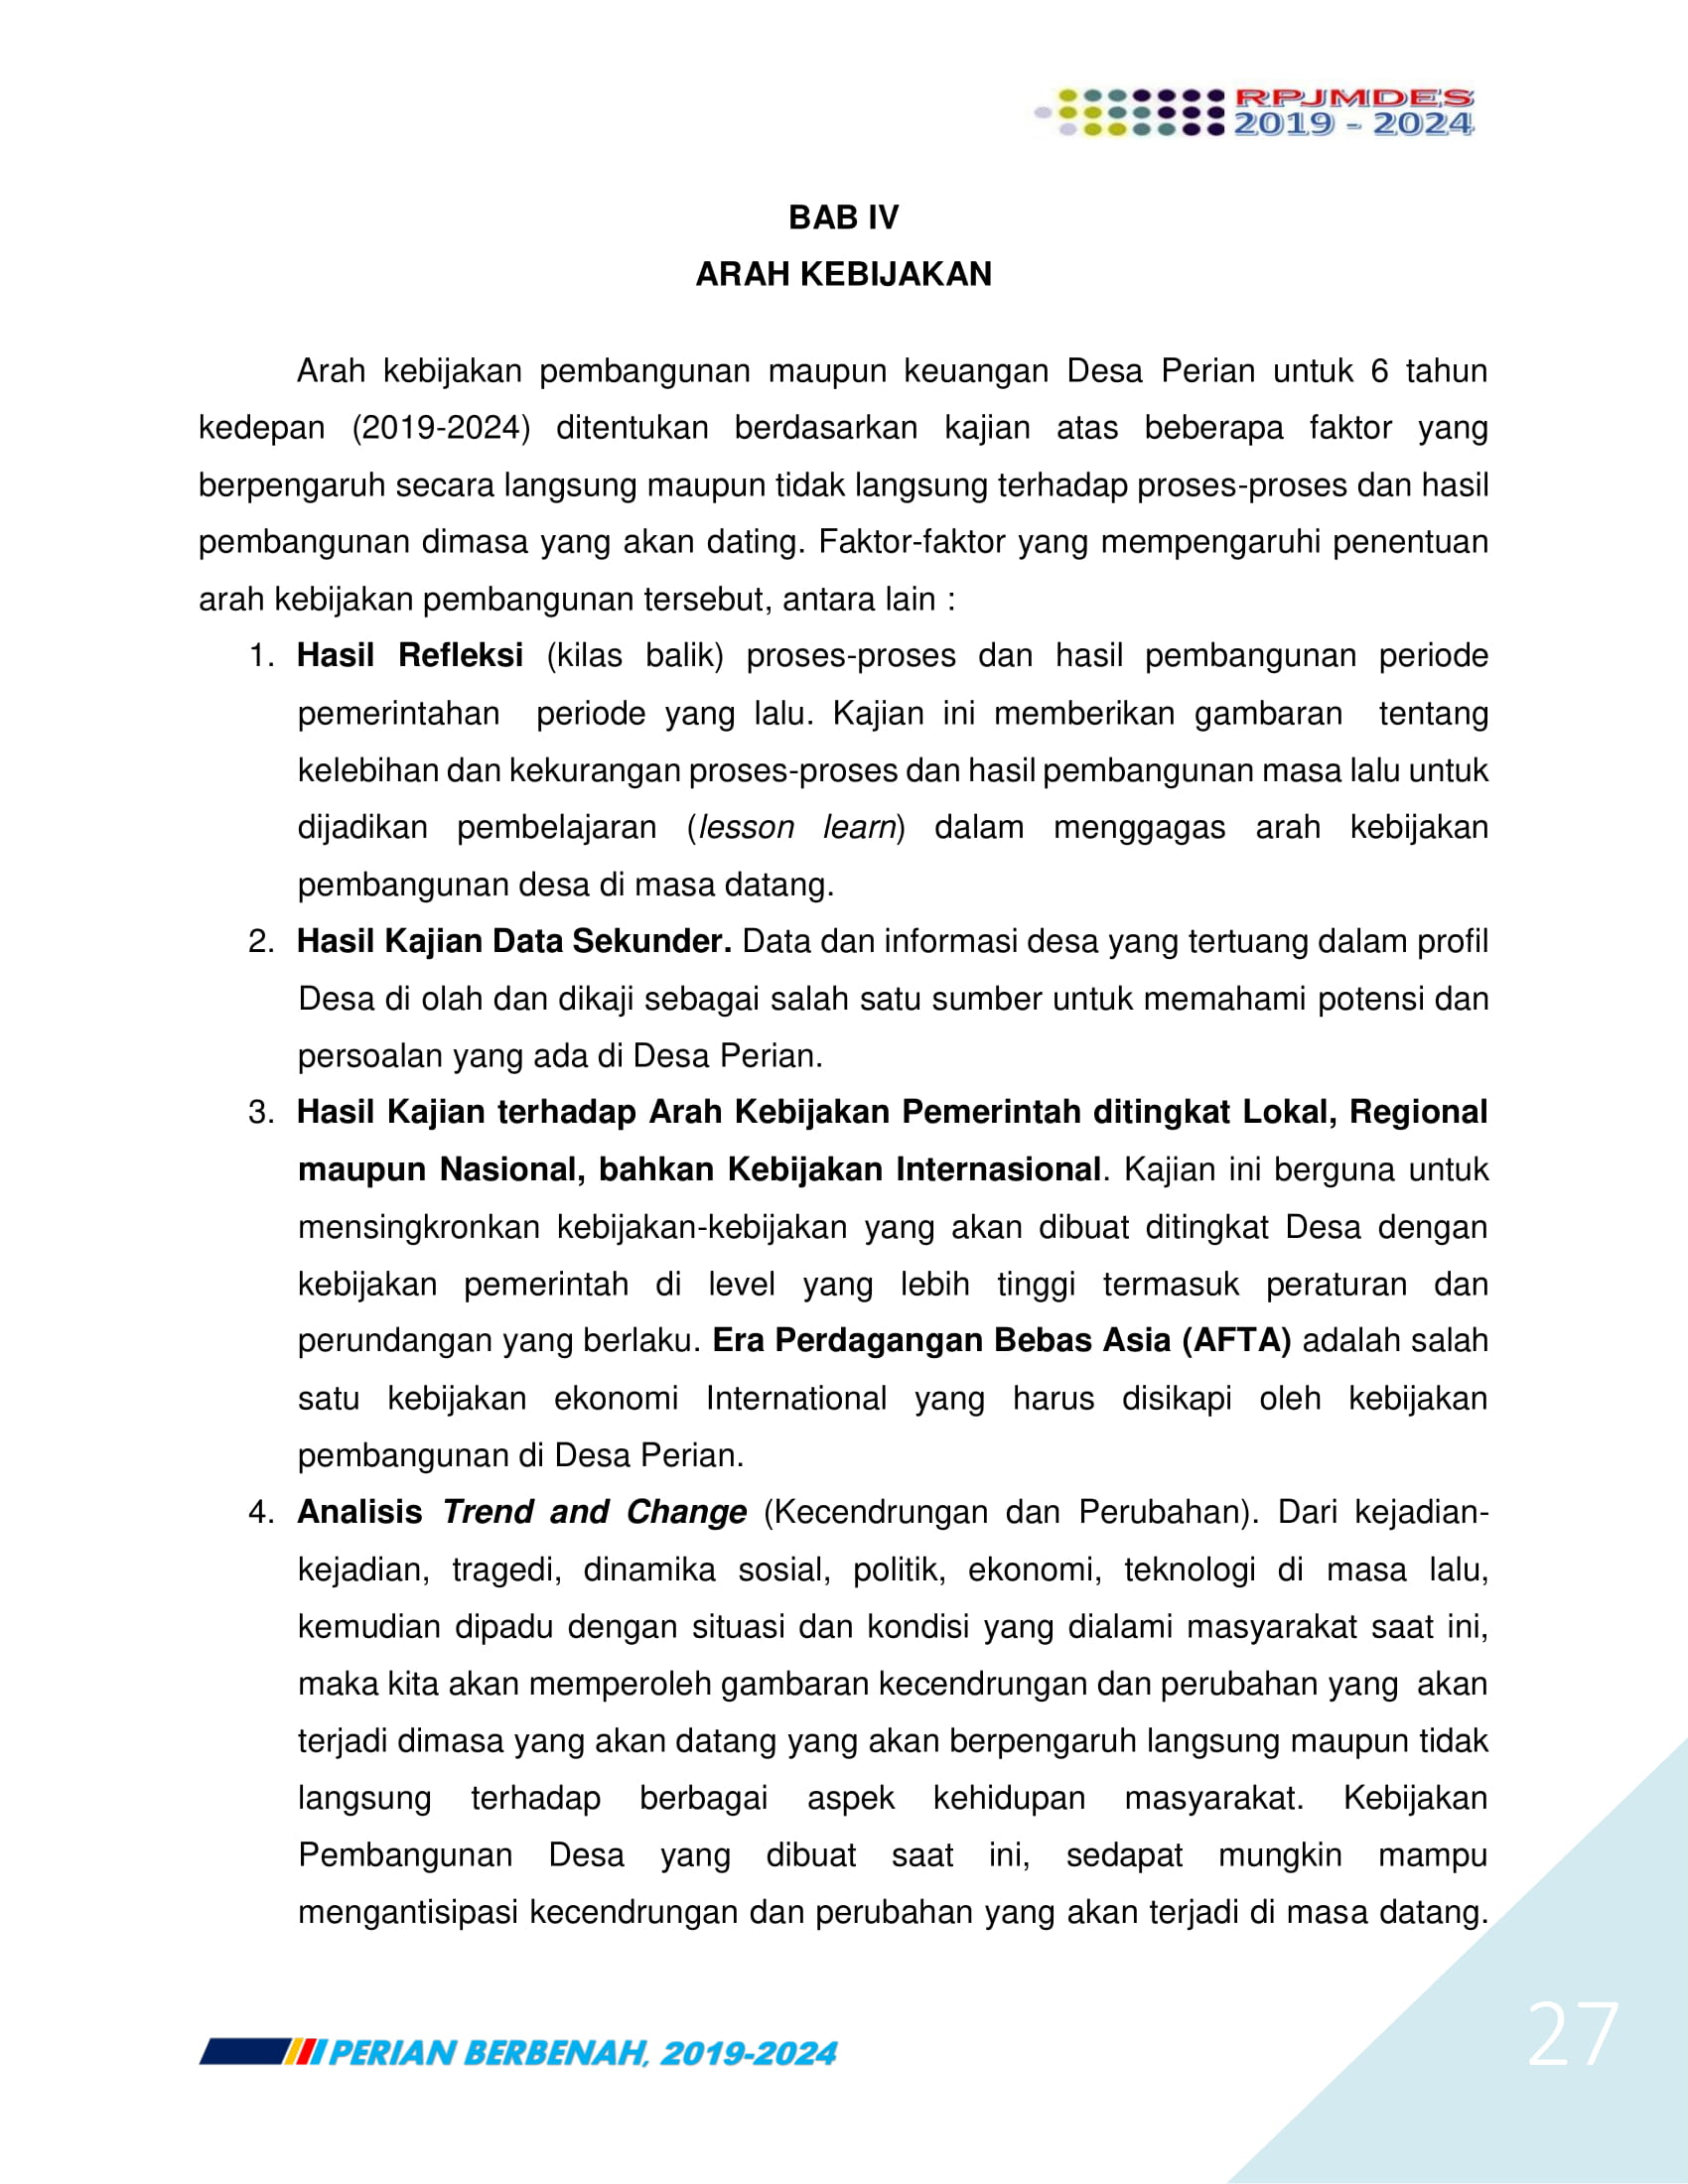 RPJMDES
2019 - 2024
BAB IV
ARAH KEBIJAKAN
Arah kebijakan pembangunan maupun keuangan Desa Perian untuk 6 tahun
kedepan (2019-2024) ditentukan berdasarkan kajian atas beberapa faktor yang
berpengaruh secara langsung maupun tidak langsung terhadap proses-proses dan hasil
pembangunan dimasa yang akan dating. Faktor-faktor yang mempengaruhi penentuan
arah kebijakan pembangunan tersebut, antara lain :
1. Hasil Refleksi (kilas balik) proses-proses dan hasil pembangunan periode
pemerintahan periode yang lalu. Kajian ini memberikan gambaran tentang
kelebihan dan kekurangan proses-proses dan hasil pembangunan masa lalu untuk
dijadikan pembelajaran (lesson learn) dalam menggagas arah kebijakan
pembangunan desa di masa datang.
2. Hasil Kajian Data Sekunder. Data dan informasi desa yang tertuang dalam profil
Desa di olah dan dikaji sebagai salah satu sumber untuk memahami potensi dan
persoalan yang ada di Desa Perian.
3. Hasil Kajian terhadap Arah Kebijakan Pemerintah ditingkat Lokal, Regional
maupun Nasional, bahkan Kebijakan Internasional. Kajian ini berguna untuk
mensingkronkan kebijakan-kebijakan yang akan dibuat ditingkat Desa dengan
kebijakan pemerintah di level yang lebih tinggi termasuk peraturan dan
perundangan yang berlaku. Era Perdagangan Bebas Asia (AFTA) adalah salah
satu kebijakan ekonomi International yang harus disikapi oleh kebijakan
pembangunan di Desa Perian.
4. Analisis Trend and Change (Kecendrungan dan Perubahan). Dari kejadian-
kejadian, tragedi, dinamika sosial, politik, ekonomi, teknologi di masa lalu,
kemudian dipadu dengan situasi dan kondisi yang dialami masyarakat saat ini,
maka kita akan memperoleh gambaran kecendrungan dan perubahan yang akan
terjadi dimasa yang akan datang yang akan berpengaruh langsung maupun tidak
langsung terhadap berbagai aspek kehidupan masyarakat. Kebijakan
Pembangunan Desa yang dibuat saat ini, sedapat mungkin mampu
mengantisipasi kecendrungan dan perubahan yang akan terjadi di masa datang.
27
PERIAN BERBENAH, 2019-2024